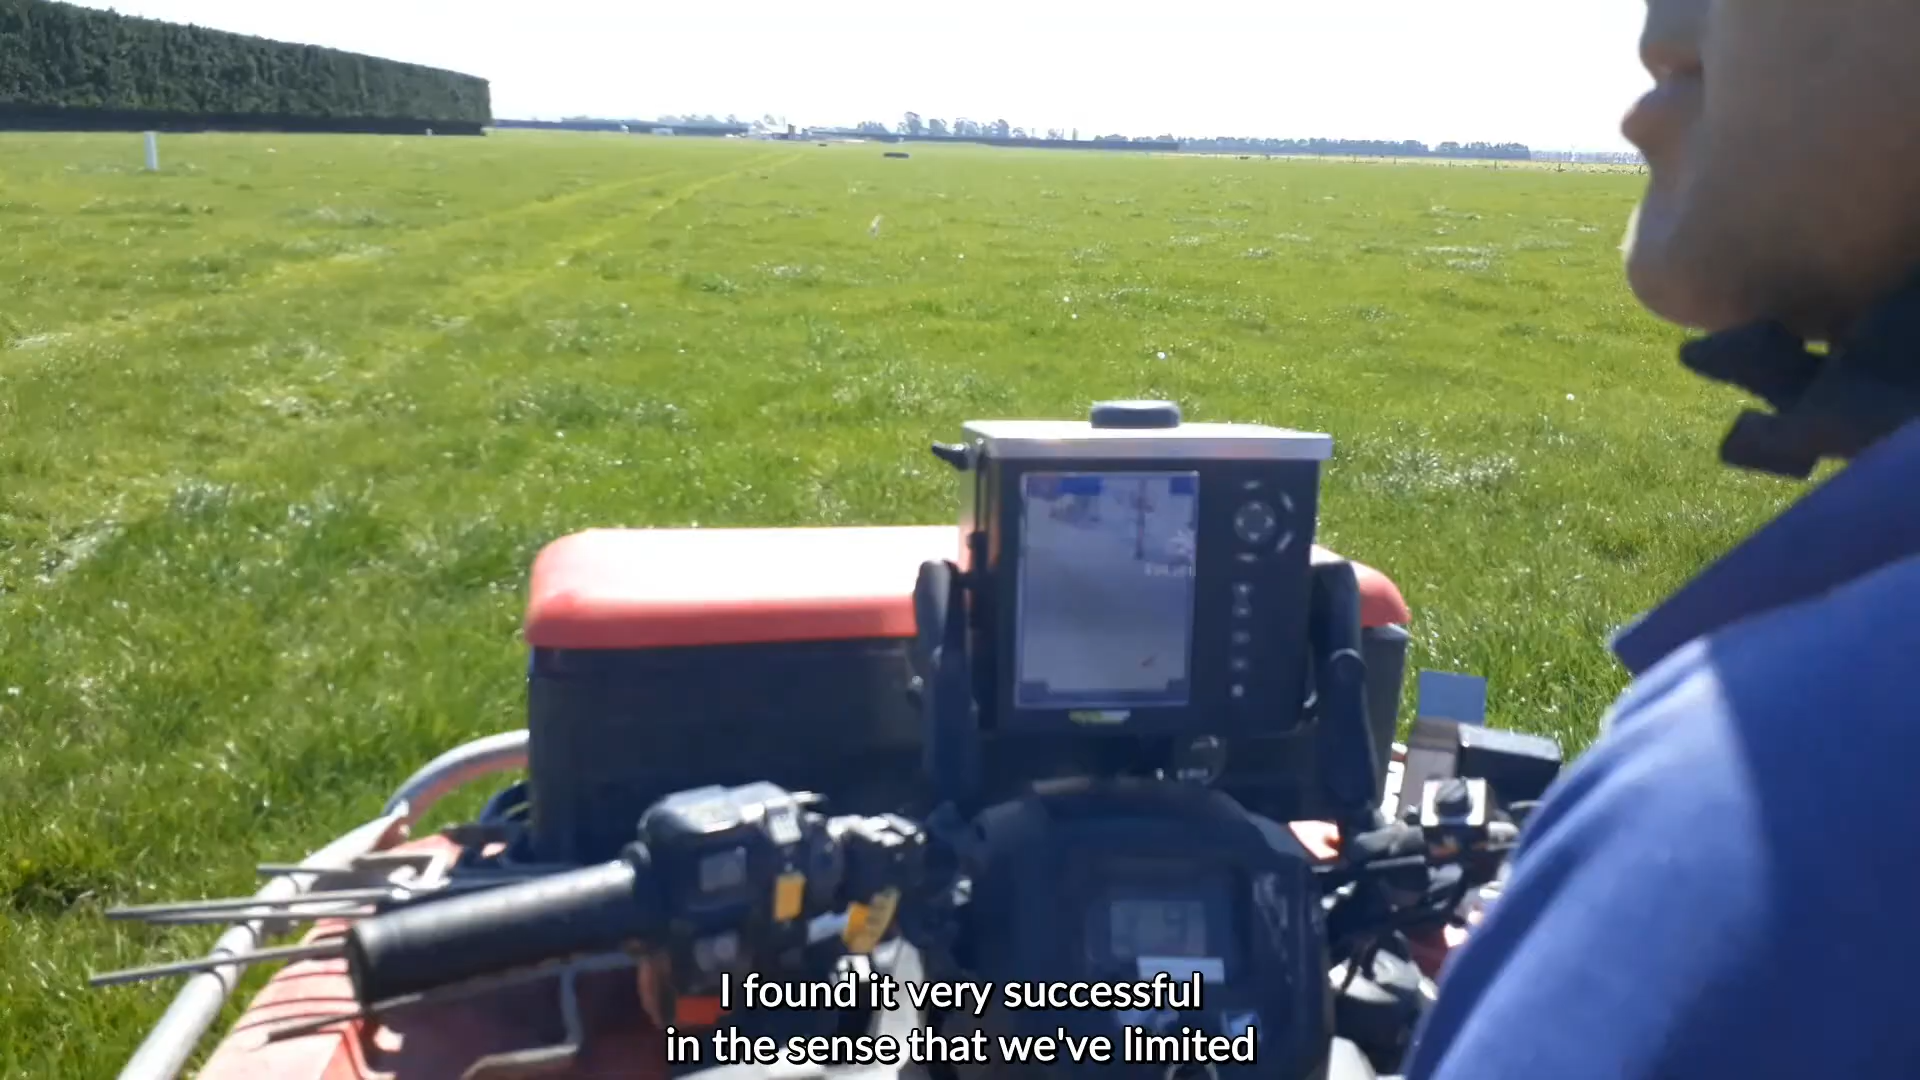 I found it very successful
in the sense that we've limited